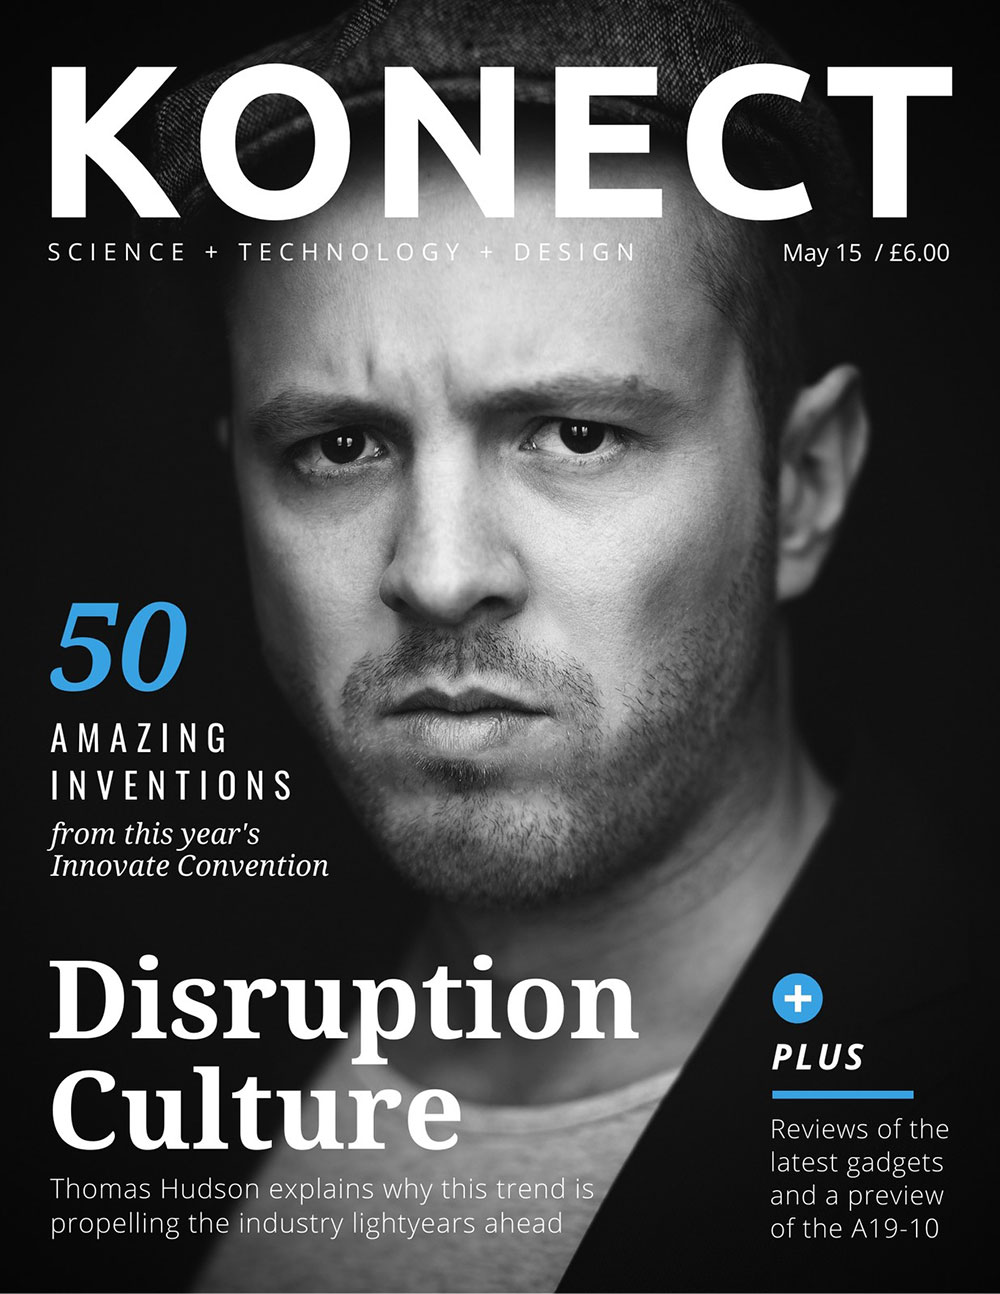 KONECT
SCIENCE + TECHNOLOGY + DESIGN
May 15 / £6.00
50
AMAZING
INVENTIONS
from this year's
Innovate Convention
Disruption
Culture
Thomas Hudson explains why this trend is
propelling the industry lightyears ahead
+
PLUS
Reviews of the
latest gadgets
and a preview
of the A19-10